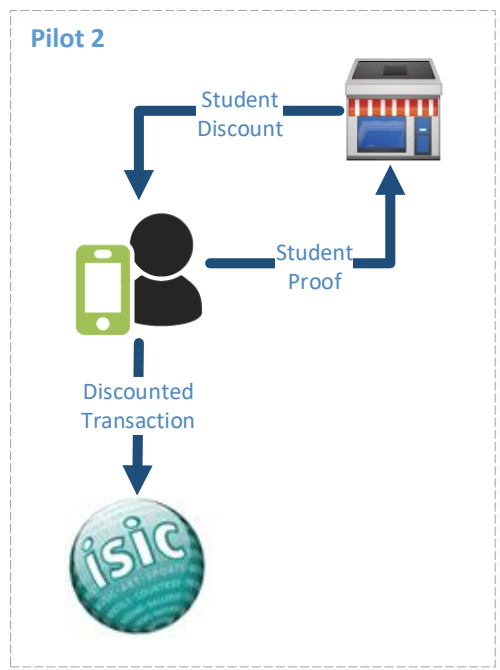 Pilot 2
Student
Discount
Student
Proof
Discounted
Transaction
isic